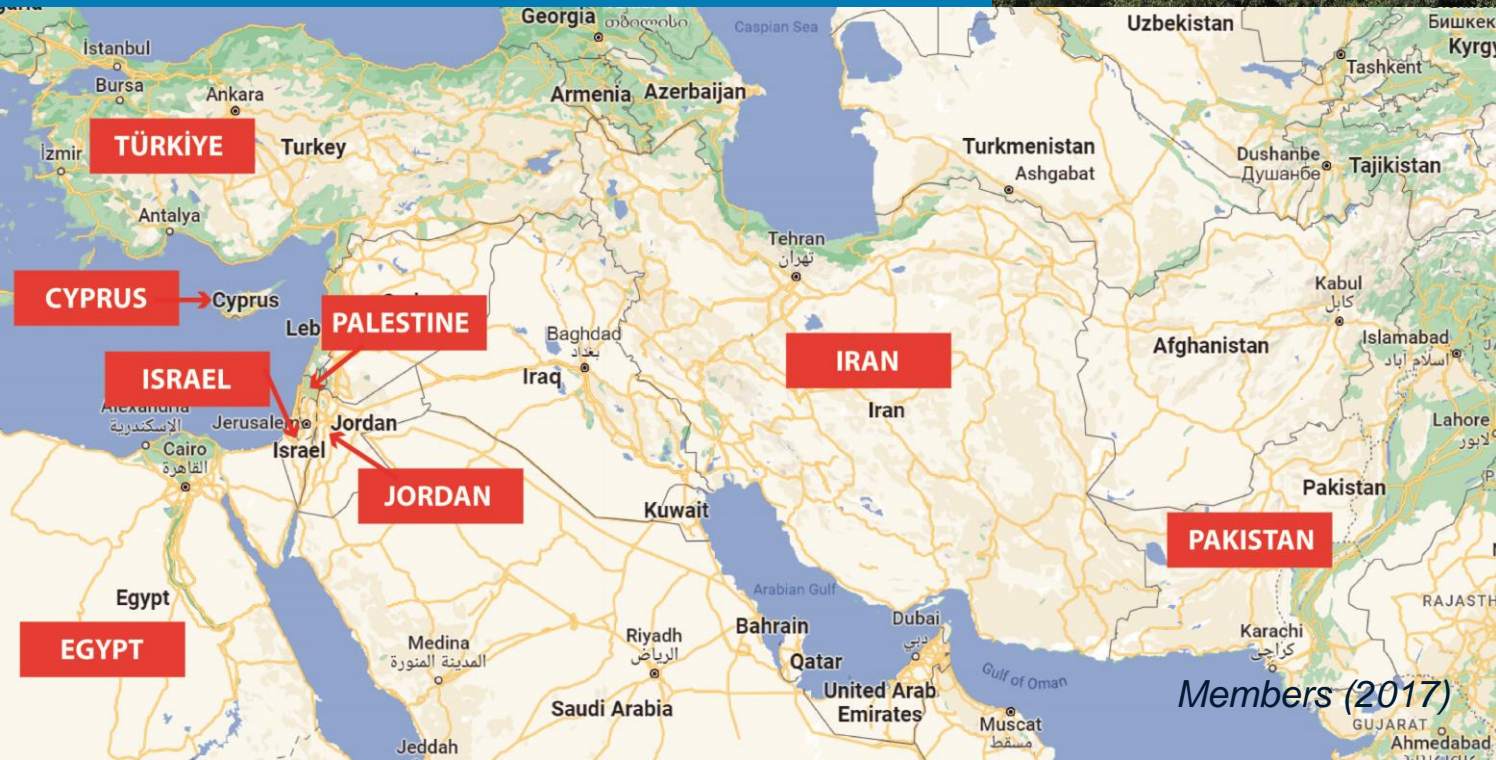 Georgia
თბილისი
Caspian Sea
Uzbekistan
Бишкек
İstanbul
Kyrgy
Tashkent
Bursa
Ankara
Armenia
Azerbaijan
TÜRKİYE
Turkey
Turkmenistan
İzmir
Dushanbe
Душанбе
Tajikistan
Ashgabat
Antalya
Tehran
تهران
Kabul
کابل
CYPRUS
Cyprus
Leb
PALESTINE
Baghdad
بغداد
IRAN
Afghanistan
Islamabad
اسلام آباد
ISRAEL
Iraq
Alexandria
الإسكندرية
Jerusalem
Jordan
Iran
Lahore
لاہور
Cairo
القاهرة
Israel
JORDAN
Kuwait
Pakistan
PAKISTAN
Arabian Gulf
Egypt
RAJASTH
EGYPT
Medina
المدينة المنورة
Riyadh
الرياض
Bahrain
Dubai
دبي
Karachi
کراچی
Qatar
Gulf of Oman
United Arab
Emirates
Members (2017)
Saudi Arabia
Muscat
مسقط
GUJARAT
Jeddah
Ahmedabad